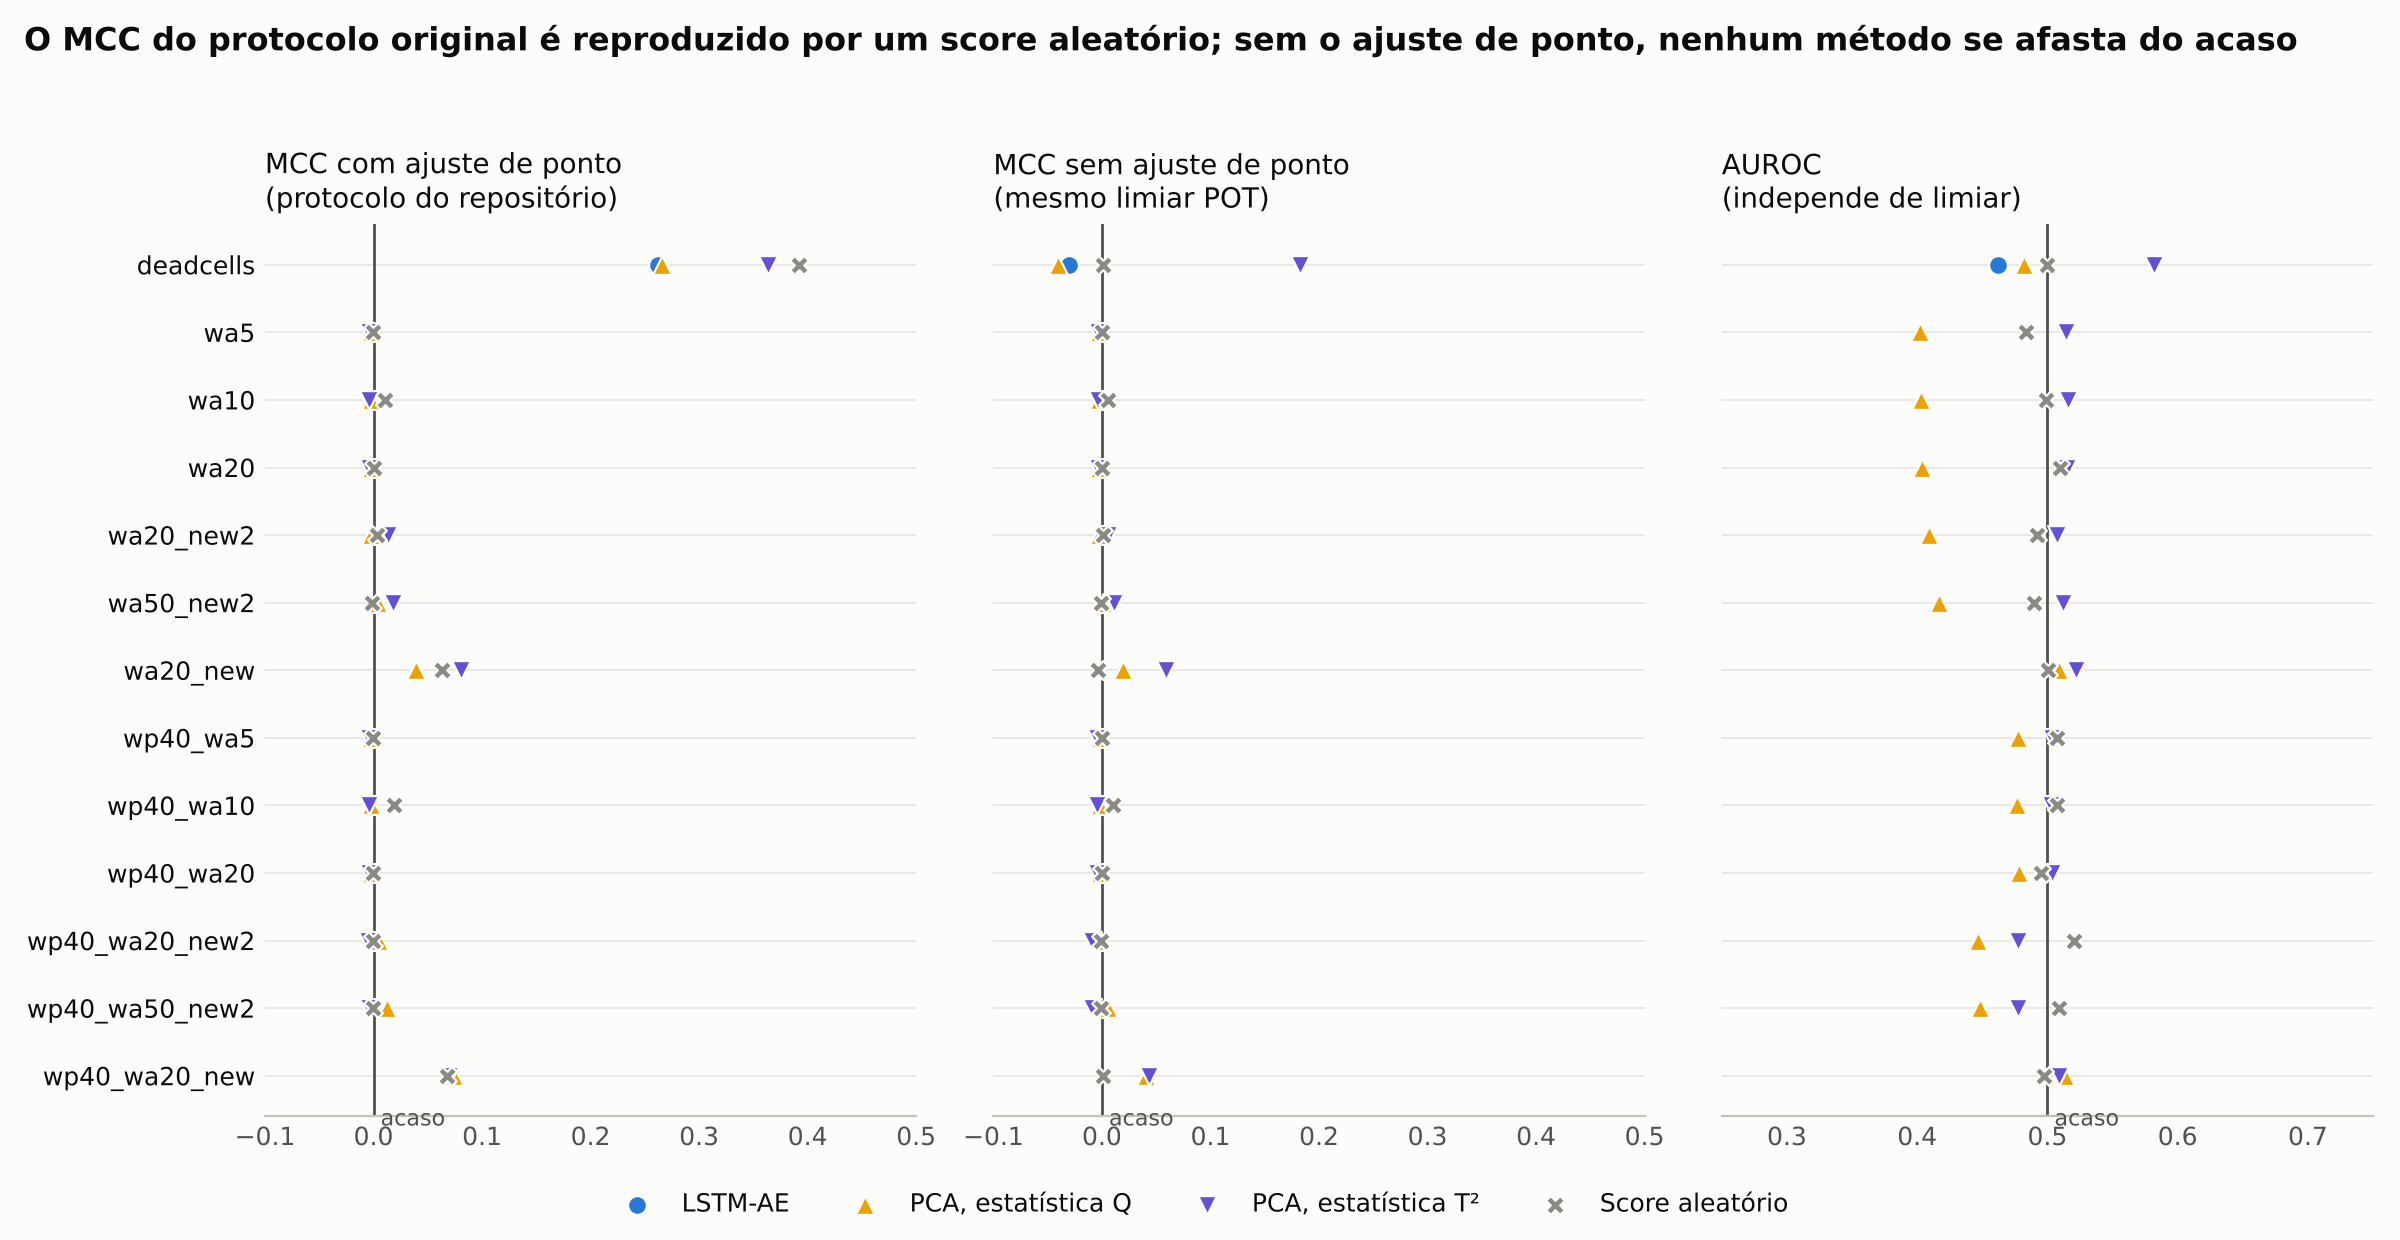 O MCC do protocolo original é reproduzido por um score aleatório; sem o ajuste de ponto, nenhum método se afasta do acaso
MCC com ajuste de ponto
(protocolo do repositório)
MCC sem ajuste de ponto
(mesmo limiar POT)
AUROC
(independe de limiar)
deadcells
wa5
wa10
wa20
wa20_new2
wa50_new2
wa20_new
wp40_wa5
wp40_wa10
wp40_wa20
wp40_wa20_new2
wp40_wa50_new2
wp40_wa20_new
acaso
acaso
acaso
−0.1 0.0 0.1 0.2 0.3 0.4 0.5
−0.1 0.0 0.1 0.2 0.3 0.4 0.5
0.3 0.4 0.5 0.6 0.7
LSTM-AE
PCA, estatística Q
PCA, estatística T²
Score aleatório